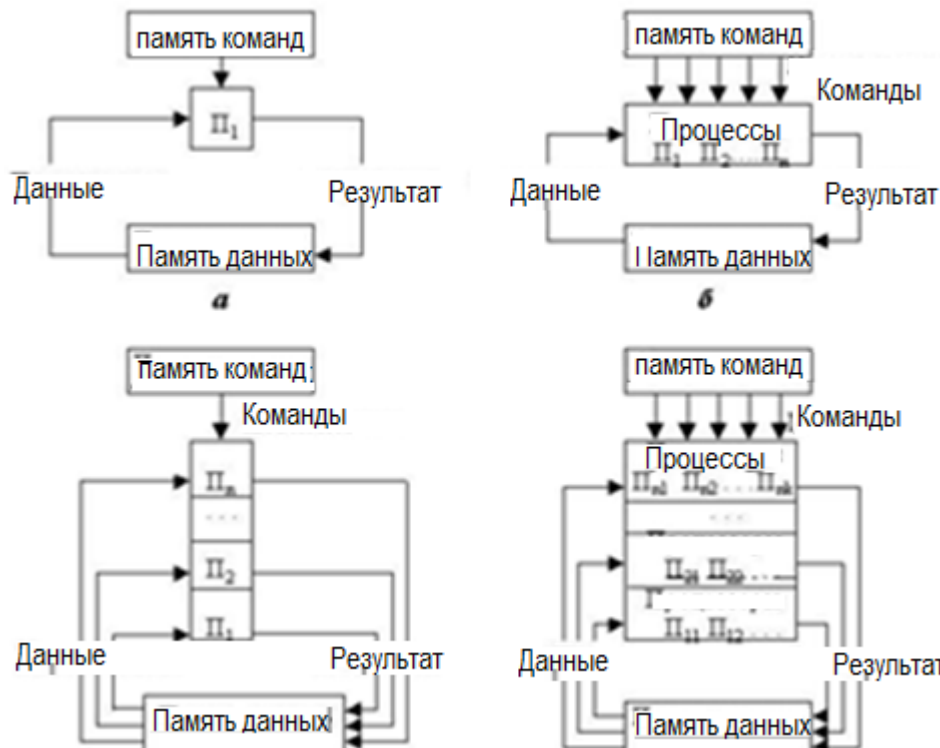 память команд
П₁
Данные
Результат
Память данных
а
память команд
Команды
Процессы
П₁ П₂ ... Пₙ
Данные
Результат
Память данных
б
Память команд
Команды
Пₙ
...
П₂
П₁
Данные
Результат
Память данных
память команд
Команды
Процессы
Пₙ₁ Пₙ₂ ... Пₙₖ
...
П₂₁ П₂₂ ...
П₁₁ П₁₂ ...
Данные
Результат
Память данных